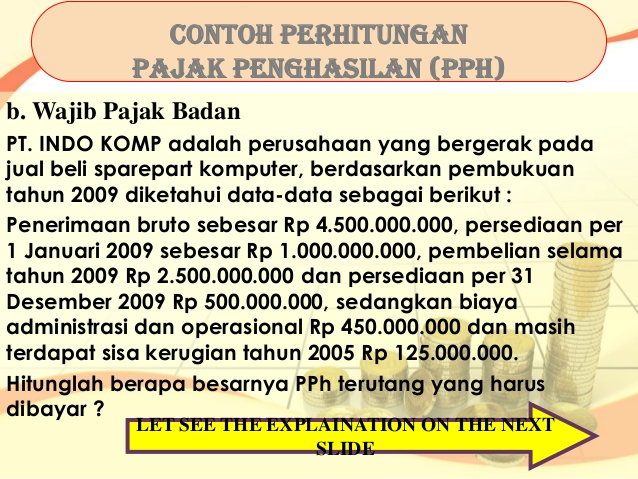 CONTOH PERHITUNGAN
PAJAK PENGHASILAN (PPH)
b. Wajib Pajak Badan
PT. INDO KOMP adalah perusahaan yang bergerak pada
jual beli sparepart komputer, berdasarkan pembukuan
tahun 2009 diketahui data-data sebagai berikut :
Penerimaan bruto sebesar Rp 4.500.000.000, persediaan per
1 Januari 2009 sebesar Rp 1.000.000.000, pembelian selama
tahun 2009 Rp 2.500.000.000 dan persediaan per 31
Desember 2009 Rp 500.000.000, sedangkan biaya
administrasi dan operasional Rp 450.000.000 dan masih
terdapat sisa kerugian tahun 2005 Rp 125.000.000.
Hitunglah berapa besarnya PPh terutang yang harus
dibayar ?
LET SEE THE EXPLAINATION ON THE NEXT
SLIDE